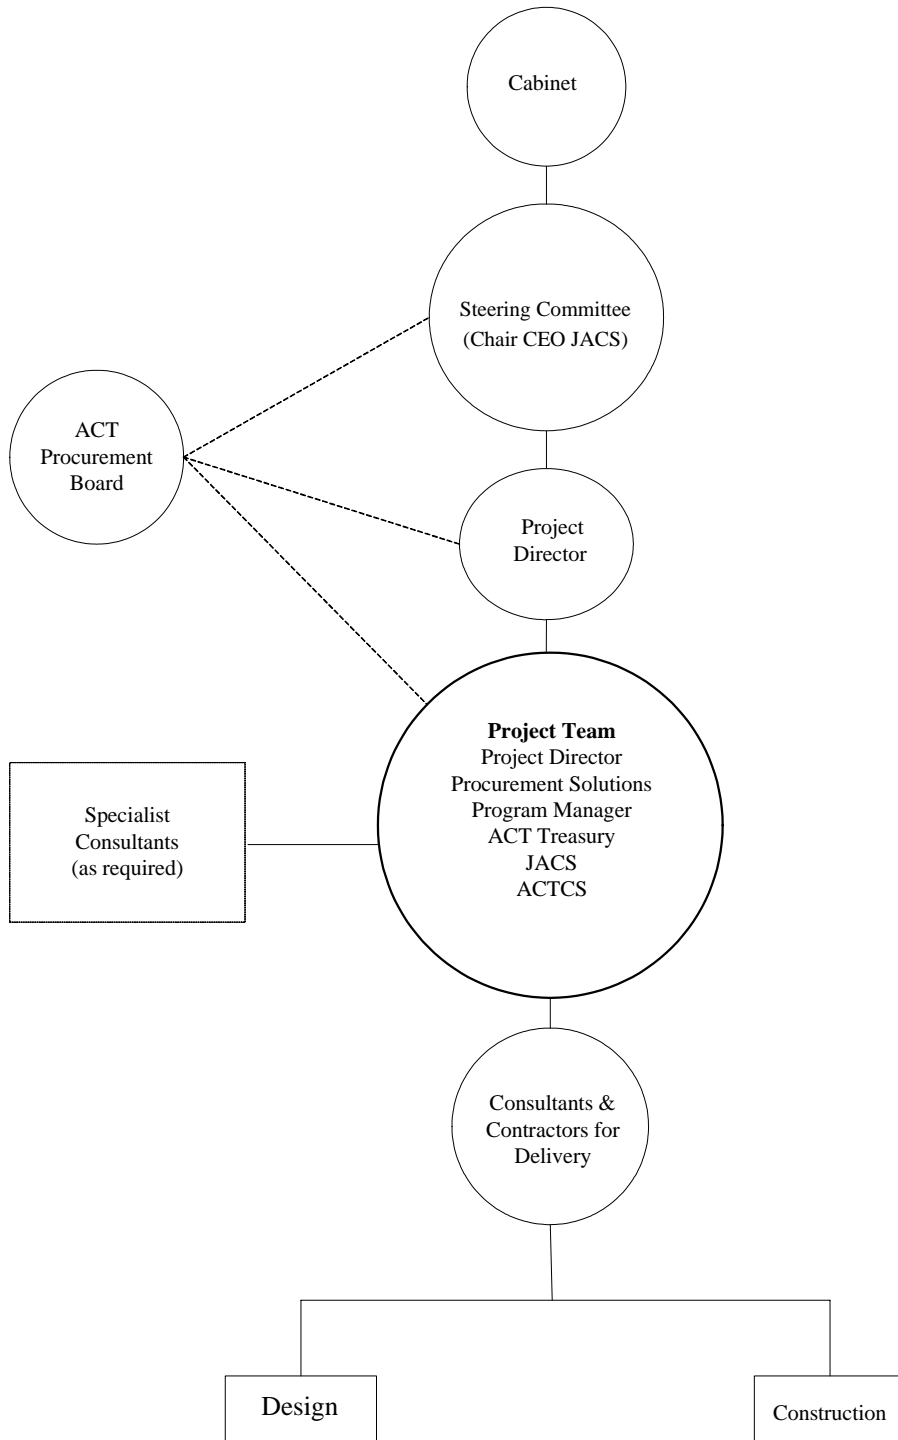 Cabinet
Steering Committee
(Chair CEO JACS)
ACT
Procurement
Board
Project
Director
Project Team
Project Director
Procurement Solutions
Program Manager
ACT Treasury
JACS
ACTCS
Specialist
Consultants
(as required)
Consultants &
Contractors for
Delivery
Design
Construction